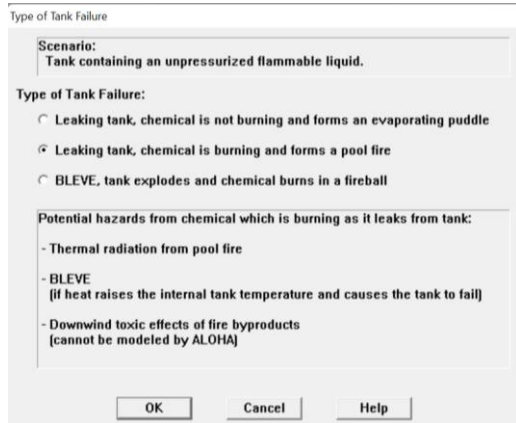 Type of Tank Failure
Scenario:
Tank containing an unpressurized flammable liquid.
Type of Tank Failure:
Leaking tank, chemical is not burning and forms an evaporating puddle
Leaking tank, chemical is burning and forms a pool fire
BLEVE, tank explodes and chemical burns in a fireball
Potential hazards from chemical which is burning as it leaks from tank:
- Thermal radiation from pool fire
- BLEVE
(if heat raises the internal tank temperature and causes the tank to fail)
- Downwind toxic effects of fire byproducts
(cannot be modeled by ALOHA)
OK
Cancel
Help